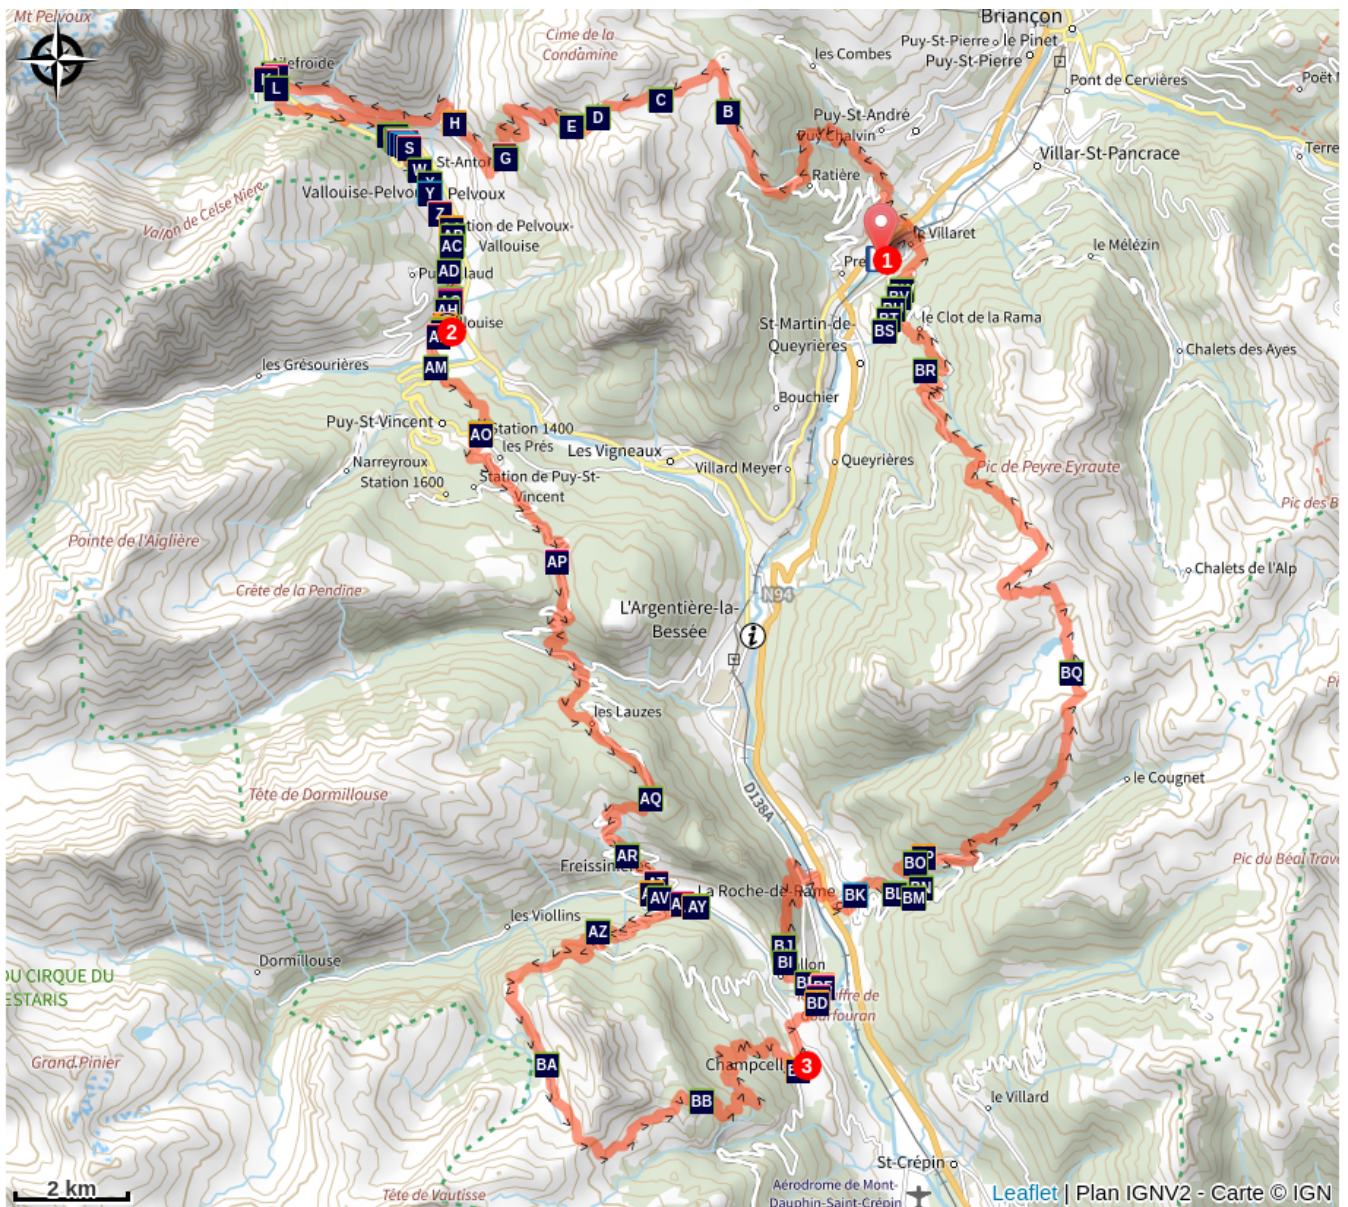 Mt Pelvoux
Briançon
Cime de la
Condamine
Puy-St-Pierre
le Pinet
les Combes
Puy-St-Pierre
Ailefroide
Pont de Cervières
L
C
B
Puy-St-André
H
E
D
Puy Chalvin
S
G
Villar-St-Pancrace
W
Ratière
Vallouise-Pelvoux
Y
Pelvoux
Vallon de Celse Niere
Z
Vallouise
AC
le Villaret
le Mélézin
AD
1
AH
le Clot de la Rama
2
St-Martin-de-
Queyrières
BS
Chalets des Ayes
les Grésourières
AM
BR
Bouchier
Puy-St-Vincent
AO
Station 1400
les Prés
Les Vigneaux
Narreyroux
Station 1600
Villard Meyer
Queyrières
Pic de Peyre Eyraute
Station de Puy-St-
Vincent
Pointe de l'Aiglière
AP
Chalets de l'Alp
Crête de la Pendine
N94
L'Argentière-la-
Bessée
i
BQ
les Lauzes
le Cougnet
Tête de Dormillouse
AQ
D138A
AR
BO
Freissinières
La Roche-de-Rame
BK
BM
AV
AY
les Viollins
AZ
BJ
BI
Dormillouse
BD
Grand Pinier
BA
Champcell
3
BB
le Villard
St-Crépin
Tête de Vautisse
Aérodrome de Mont-
Dauphin-Saint-Crépin
2 km
Leaflet | Plan IGNV2 - Carte © IGN